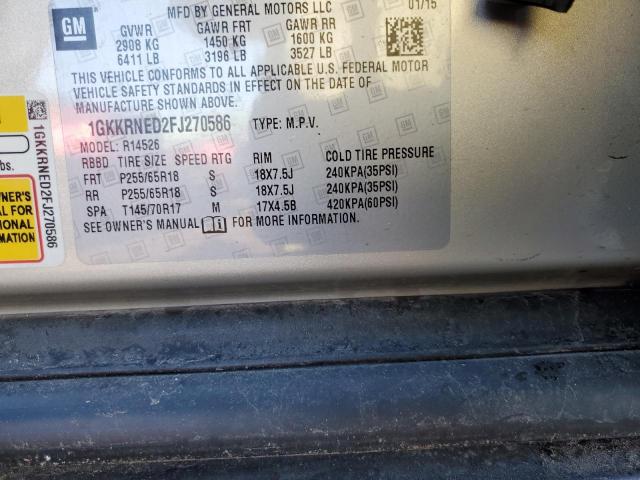 GM
MFD BY GENERAL MOTORS LLC
01/15
GVWR GAWR FRT GAWR RR
2908 KG 1450 KG 1600 KG
6411 LB 3196 LB 3527 LB
THIS VEHICLE CONFORMS TO ALL APPLICABLE U.S. FEDERAL MOTOR
VEHICLE SAFETY STANDARDS IN EFFECT ON THE DATE OF
MANUFACTURE SHOWN ABOVE.
1GKKRNED2FJ270586 TYPE: M.P.V.
MODEL: R14526
RBBD TIRE SIZE SPEED RTG RIM COLD TIRE PRESSURE
FRT P255/65R18 S 18X7.5J 240KPA(35PSI)
RR P255/65R18 S 18X7.5J 240KPA(35PSI)
SPA T145/70R17 M 17X4.5B 420KPA(60PSI)
SEE OWNER'S MANUAL FOR MORE INFORMATION.
lbs.
OWNER'S
FOR
MATION
1GKKRNED2FJ270586